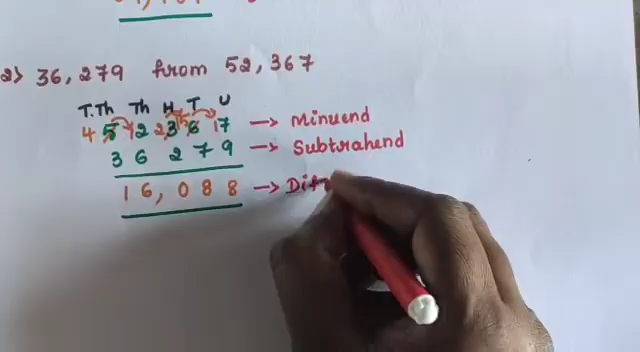 2) 36,279 from 52,367
T.Th Th H T U
4 5 12 2 3 15 6 17 → Minuend
3 6 2 7 9 → Subtrahend
1 6, 0 8 8 → Dif